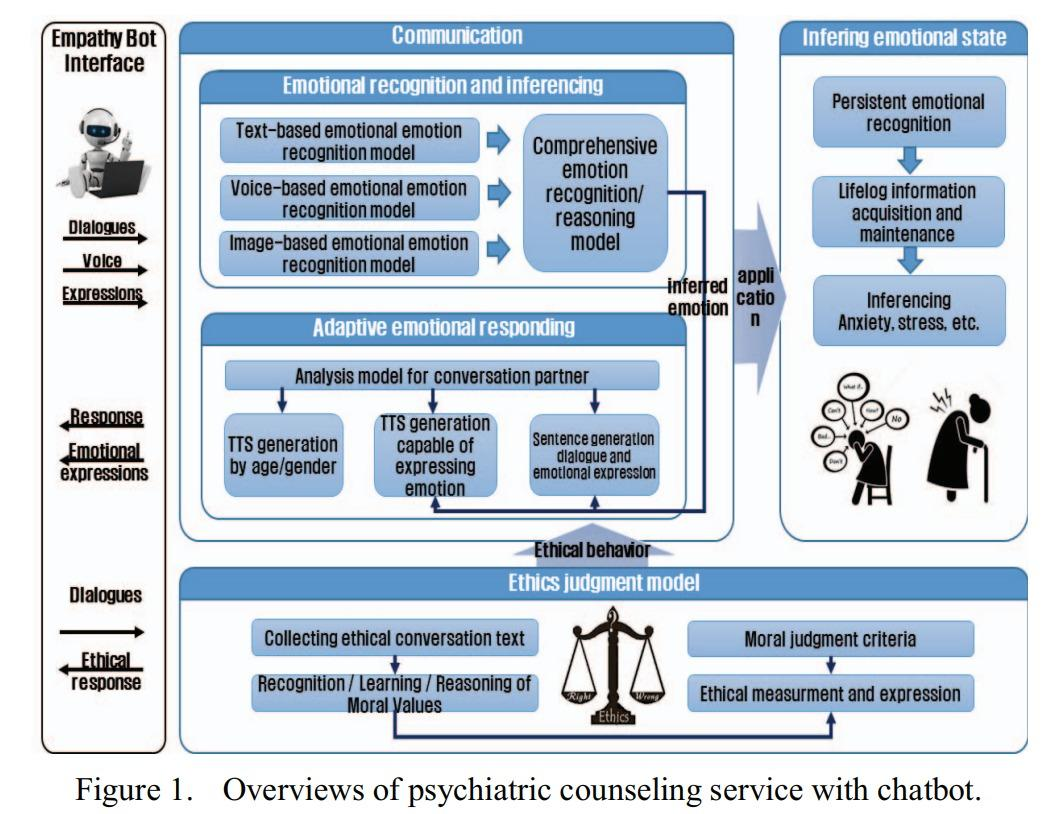 Empathy Bot
Interface
Dialogues
Voice
Expressions
Response
Emotional
expressions
Dialogues
Ethical
response
Communication
Emotional recognition and inferencing
Text-based emotional emotion
recognition model
Voice-based emotional emotion
recognition model
Image-based emotional emotion
recognition model
Comprehensive
emotion
recognition/
reasoning
model
inferred
emotion
Adaptive emotional responding
Analysis model for conversation partner
TTS generation
by age/gender
TTS generation
capable of
expressing
emotion
Sentence generation
dialogue and
emotional expression
appli
catio
n
Infering emotional state
Persistent emotional
recognition
Lifelog information
acquisition and
maintenance
Inferencing
Anxiety, stress, etc.
What if..
Can't
How?
No
Bad...
Don't
Ethical behavior
Ethics judgment model
Collecting ethical conversation text
Recognition / Learning / Reasoning of
Moral Values
Right
Wrong
Ethics
Moral judgment criteria
Ethical measurment and expression
Figure 1. Overviews of psychiatric counseling service with chatbot.